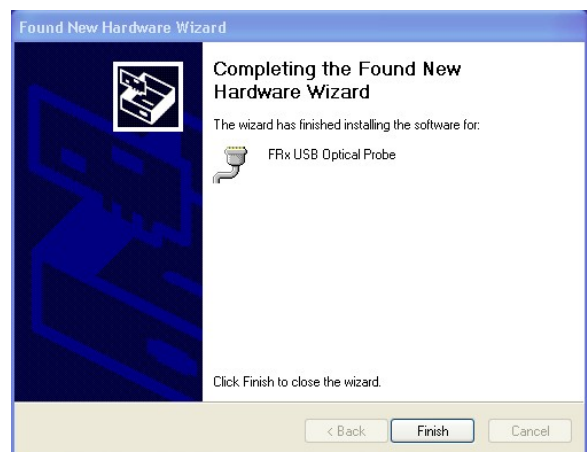 Found New Hardware Wizard
Completing the Found New
Hardware Wizard
The wizard has finished installing the software for:
FRx USB Optical Probe
Click Finish to close the wizard.
< Back
Finish
Cancel